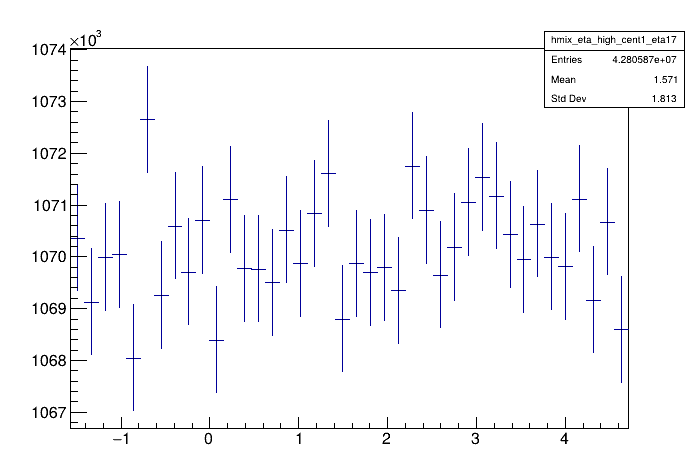 ×10³
hmix_eta_high_cent1_eta17
Entries 4.280587e+07
Mean 1.571
Std Dev 1.813
1074
1073
1072
1071
1070
1069
1068
1067
−1 0 1 2 3 4